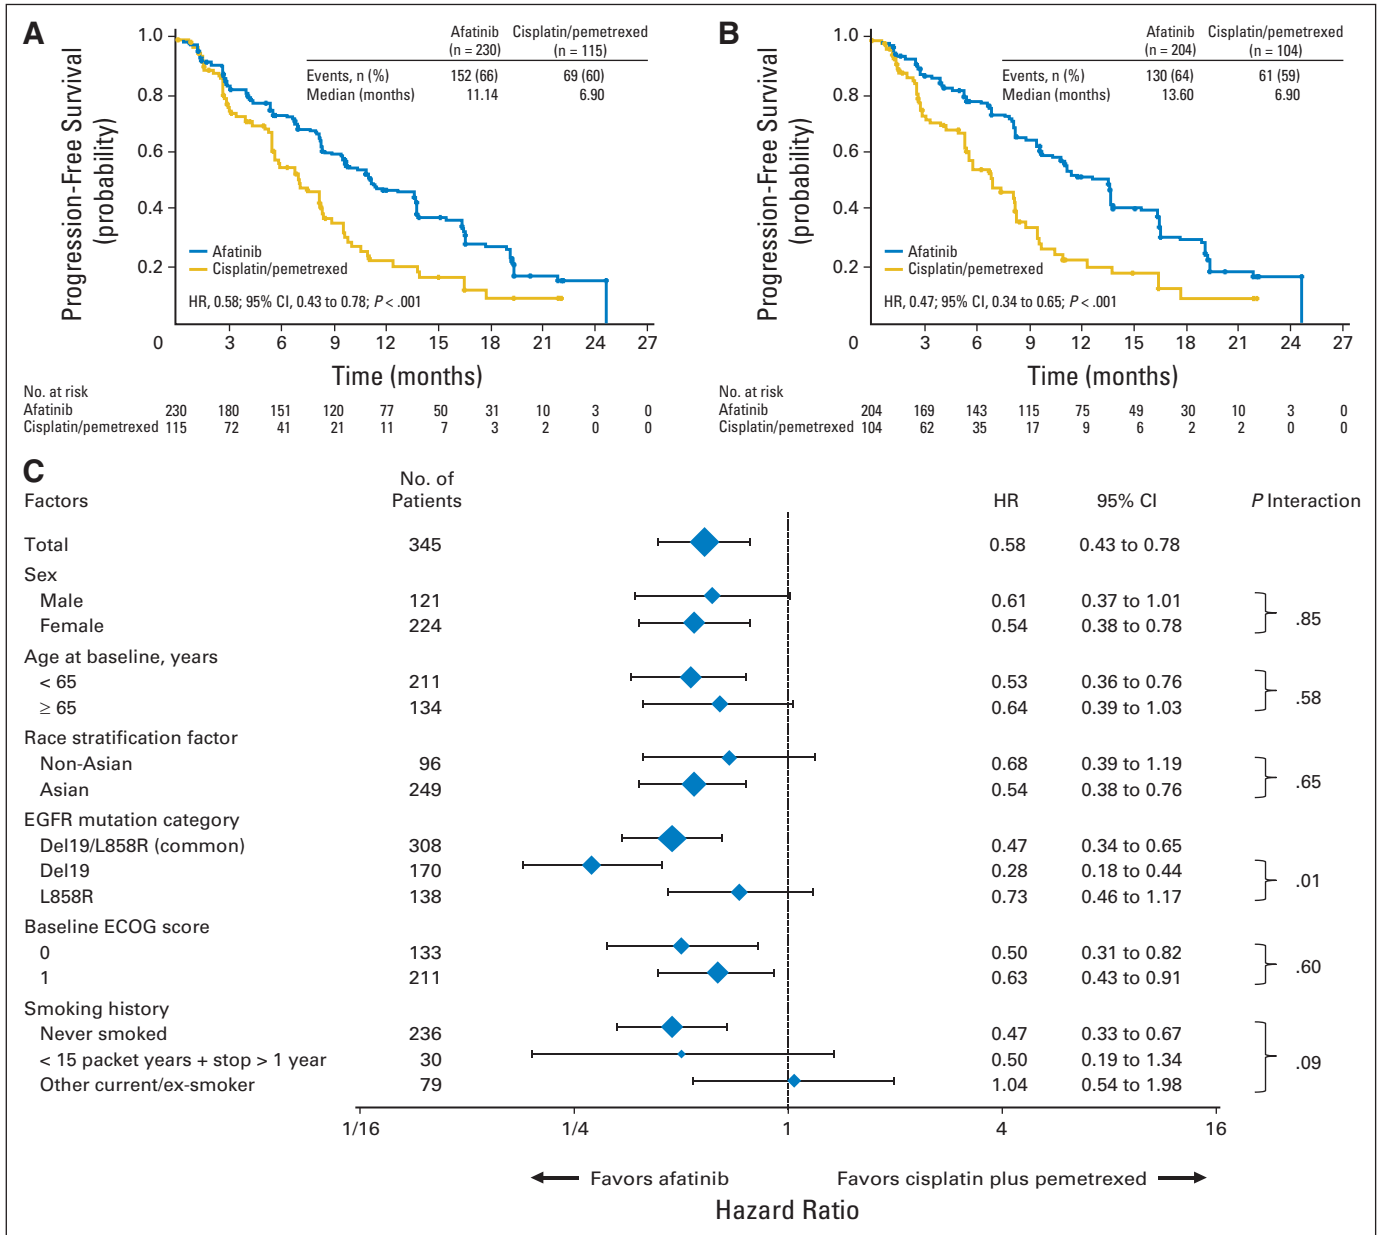 A
Progression-Free Survival
(probability)
1.0
0.8
0.6
0.4
0.2
Afatinib Cisplatin/pemetrexed
(n = 230) (n = 115)
Events, n (%) 152 (66) 69 (60)
Median (months) 11.14 6.90
Afatinib
Cisplatin/pemetrexed
HR, 0.58; 95% CI, 0.43 to 0.78; P < .001
0 3 6 9 12 15 18 21 24 27
Time (months)
No. at risk
Afatinib 230 180 151 120 77 50 31 10 3 0
Cisplatin/pemetrexed 115 72 41 21 11 7 3 2 0 0
B
Progression-Free Survival
(probability)
1.0
0.8
0.6
0.4
0.2
Afatinib Cisplatin/pemetrexed
(n = 204) (n = 104)
Events, n (%) 130 (64) 61 (59)
Median (months) 13.60 6.90
Afatinib
Cisplatin/pemetrexed
HR, 0.47; 95% CI, 0.34 to 0.65; P < .001
0 3 6 9 12 15 18 21 24 27
Time (months)
No. at risk
Afatinib 204 169 143 115 75 49 30 10 3 0
Cisplatin/pemetrexed 104 62 35 17 9 6 2 2 0 0
C
No. of
Factors Patients HR 95% CI P Interaction
Total 345 0.58 0.43 to 0.78
Sex
Male 121 0.61 0.37 to 1.01
.85
Female 224 0.54 0.38 to 0.78
Age at baseline, years
< 65 211 0.53 0.36 to 0.76
.58
≥ 65 134 0.64 0.39 to 1.03
Race stratification factor
Non-Asian 96 0.68 0.39 to 1.19
.65
Asian 249 0.54 0.38 to 0.76
EGFR mutation category
Del19/L858R (common) 308 0.47 0.34 to 0.65
Del19 170 0.28 0.18 to 0.44
.01
L858R 138 0.73 0.46 to 1.17
Baseline ECOG score
0 133 0.50 0.31 to 0.82
.60
1 211 0.63 0.43 to 0.91
Smoking history
Never smoked 236 0.47 0.33 to 0.67
< 15 packet years + stop > 1 year 30 0.50 0.19 to 1.34
.09
Other current/ex-smoker 79 1.04 0.54 to 1.98
1/16 1/4 1 4 16
Favors afatinib Favors cisplatin plus pemetrexed
Hazard Ratio